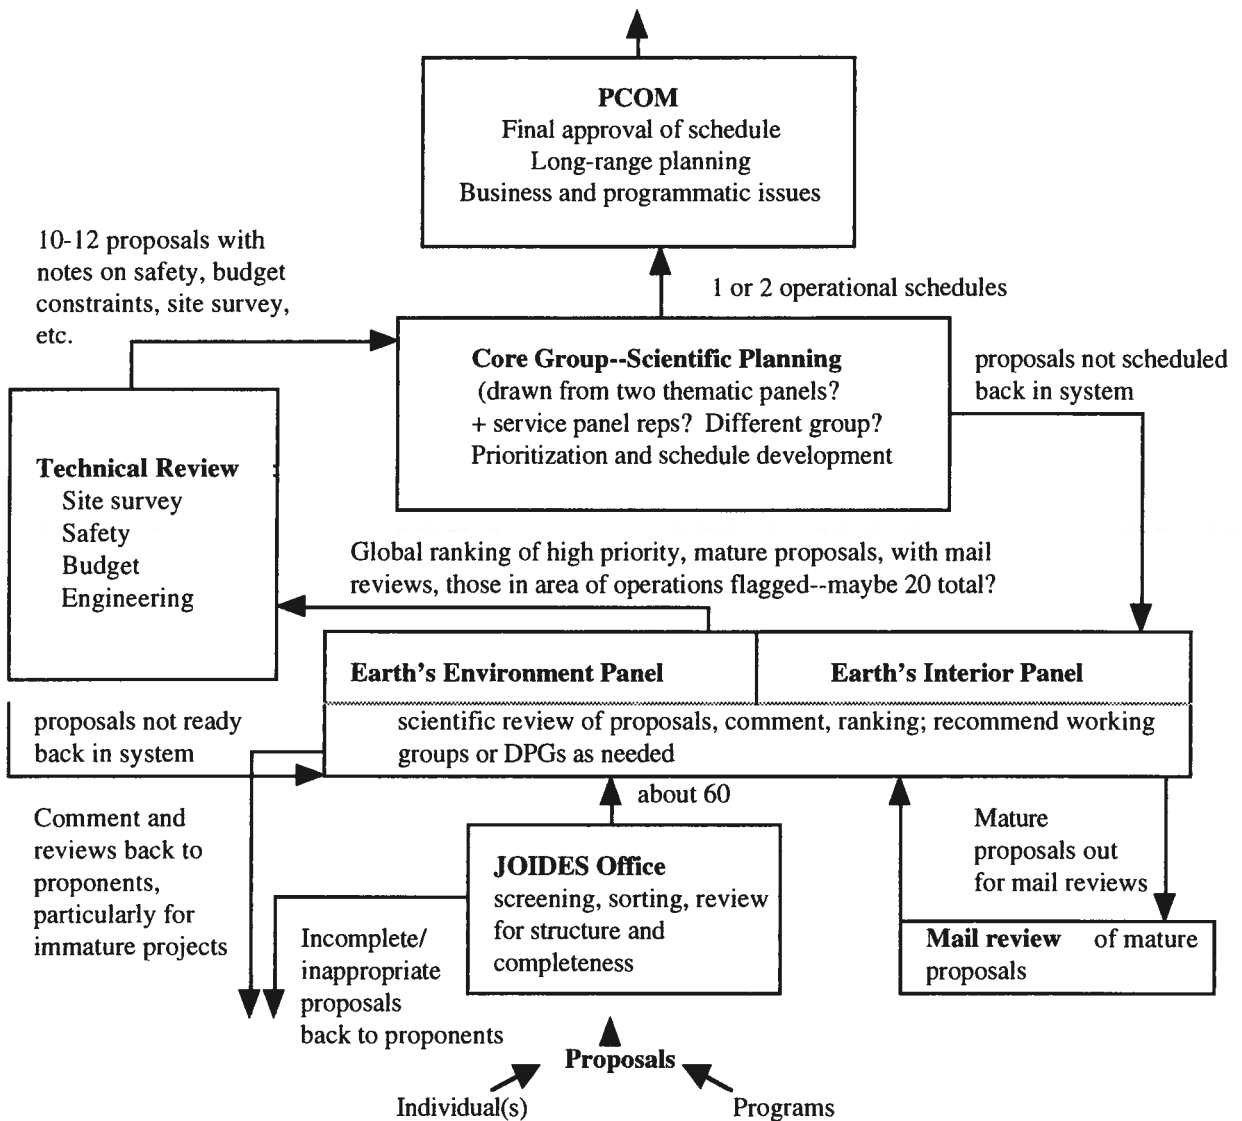 PCOM
Final approval of schedule
Long-range planning
Business and programmatic issues
10-12 proposals with
notes on safety, budget
constraints, site survey,
etc.
1 or 2 operational schedules
Core Group--Scientific Planning
(drawn from two thematic panels?
+ service panel reps? Different group?
Prioritization and schedule development
proposals not scheduled
back in system
Technical Review :
Site survey
Safety
Budget
Engineering
Global ranking of high priority, mature proposals, with mail
reviews, those in area of operations flagged--maybe 20 total?
Earth's Environment Panel
Earth's Interior Panel
scientific review of proposals, comment, ranking; recommend working
groups or DPGs as needed
proposals not ready
back in system
about 60
Comment and
reviews back to
proponents,
particularly for
immature projects
JOIDES Office
screening, sorting, review
for structure and
completeness
Mature
proposals out
for mail reviews
Incomplete/
inappropriate
proposals
back to proponents
Mail review of mature
proposals
Proposals
Individual(s)
Programs